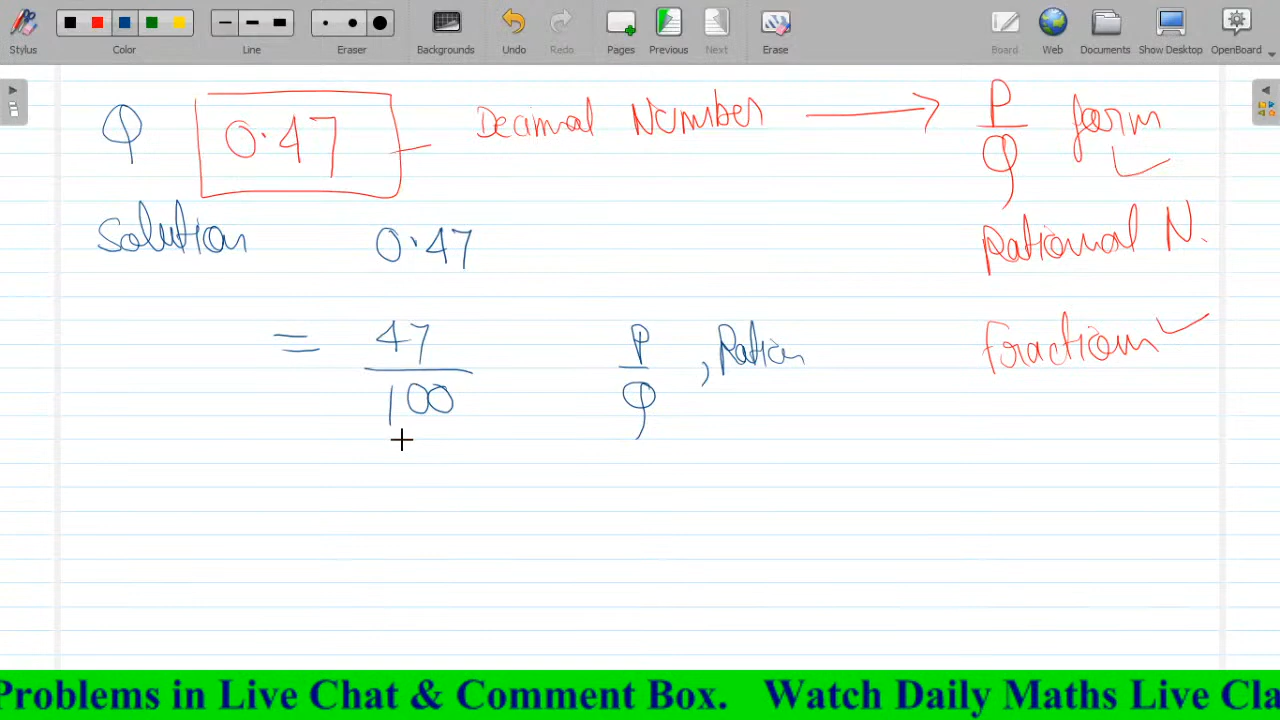 Stylus Color Line Eraser Backgrounds Undo Redo Pages Previous Next Erase Board Web Documents Show Desktop OpenBoard
Q 0.47 Decimal Number → P/Q form
Solution 0.47 Rational N.
= 47/100 P/Q , Ration Fraction
Problems in Live Chat & Comment Box. Watch Daily Maths Live Cla